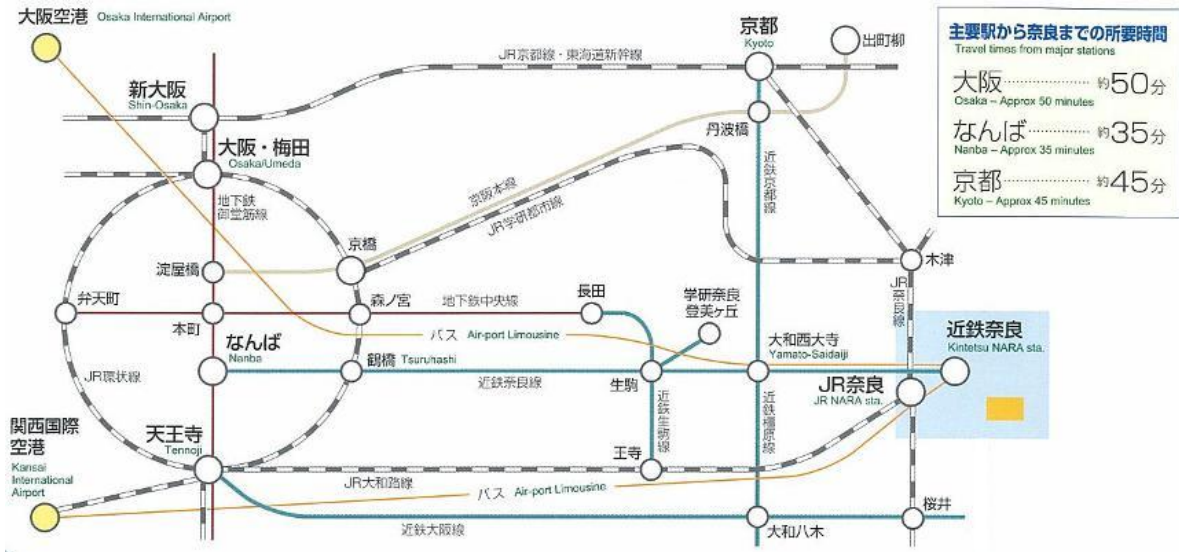 大阪空港 Osaka International Airport
京都
Kyoto
出町柳
主要駅から奈良までの所要時間
Travel times from major stations
大阪………… 約50分
Osaka – Approx 50 minutes
なんば………… 約35分
Nanba – Approx 35 minutes
京都………… 約45分
Kyoto – Approx 45 minutes
JR京都線・東海道新幹線
新大阪
Shin-Osaka
丹波橋
大阪・梅田
Osaka/Umeda
地下鉄
御堂筋線
京阪本線
JR学研都市線
近鉄京都線
京橋
淀屋橋
木津
JR奈良線
弁天町
本町
森ノ宮
地下鉄中央線
長田
学研奈良
登美ヶ丘
バス Air-port Limousine
なんば
Nanba
鶴橋 Tsuruhashi
大和西大寺
Yamato-Saidaiji
近鉄奈良
Kintetsu NARA sta.
JR環状線
近鉄奈良線
生駒
JR奈良
JR NARA sta.
近鉄生駒線
近鉄橿原線
関西国際
空港
Kansai
International
Airport
天王寺
Tennoji
王寺
JR大和路線
バス Air-port Limousine
近鉄大阪線
大和八木
桜井